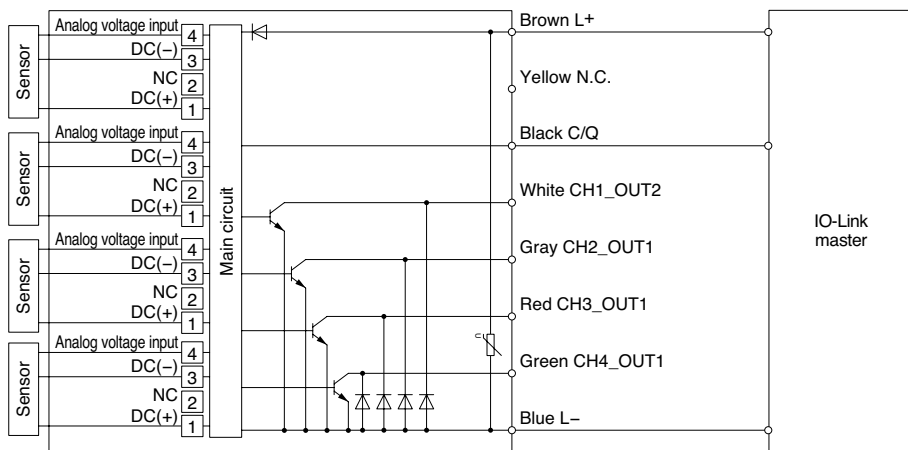 Sensor
Analog voltage input 4
DC(−) 3
NC 2
DC(+) 1
Sensor
Analog voltage input 4
DC(−) 3
NC 2
DC(+) 1
Sensor
Analog voltage input 4
DC(−) 3
NC 2
DC(+) 1
Sensor
Analog voltage input 4
DC(−) 3
NC 2
DC(+) 1
Main circuit
Brown L+
Yellow N.C.
Black C/Q
White CH1_OUT2
Gray CH2_OUT1
Red CH3_OUT1
Green CH4_OUT1
Blue L−
IO-Link
master